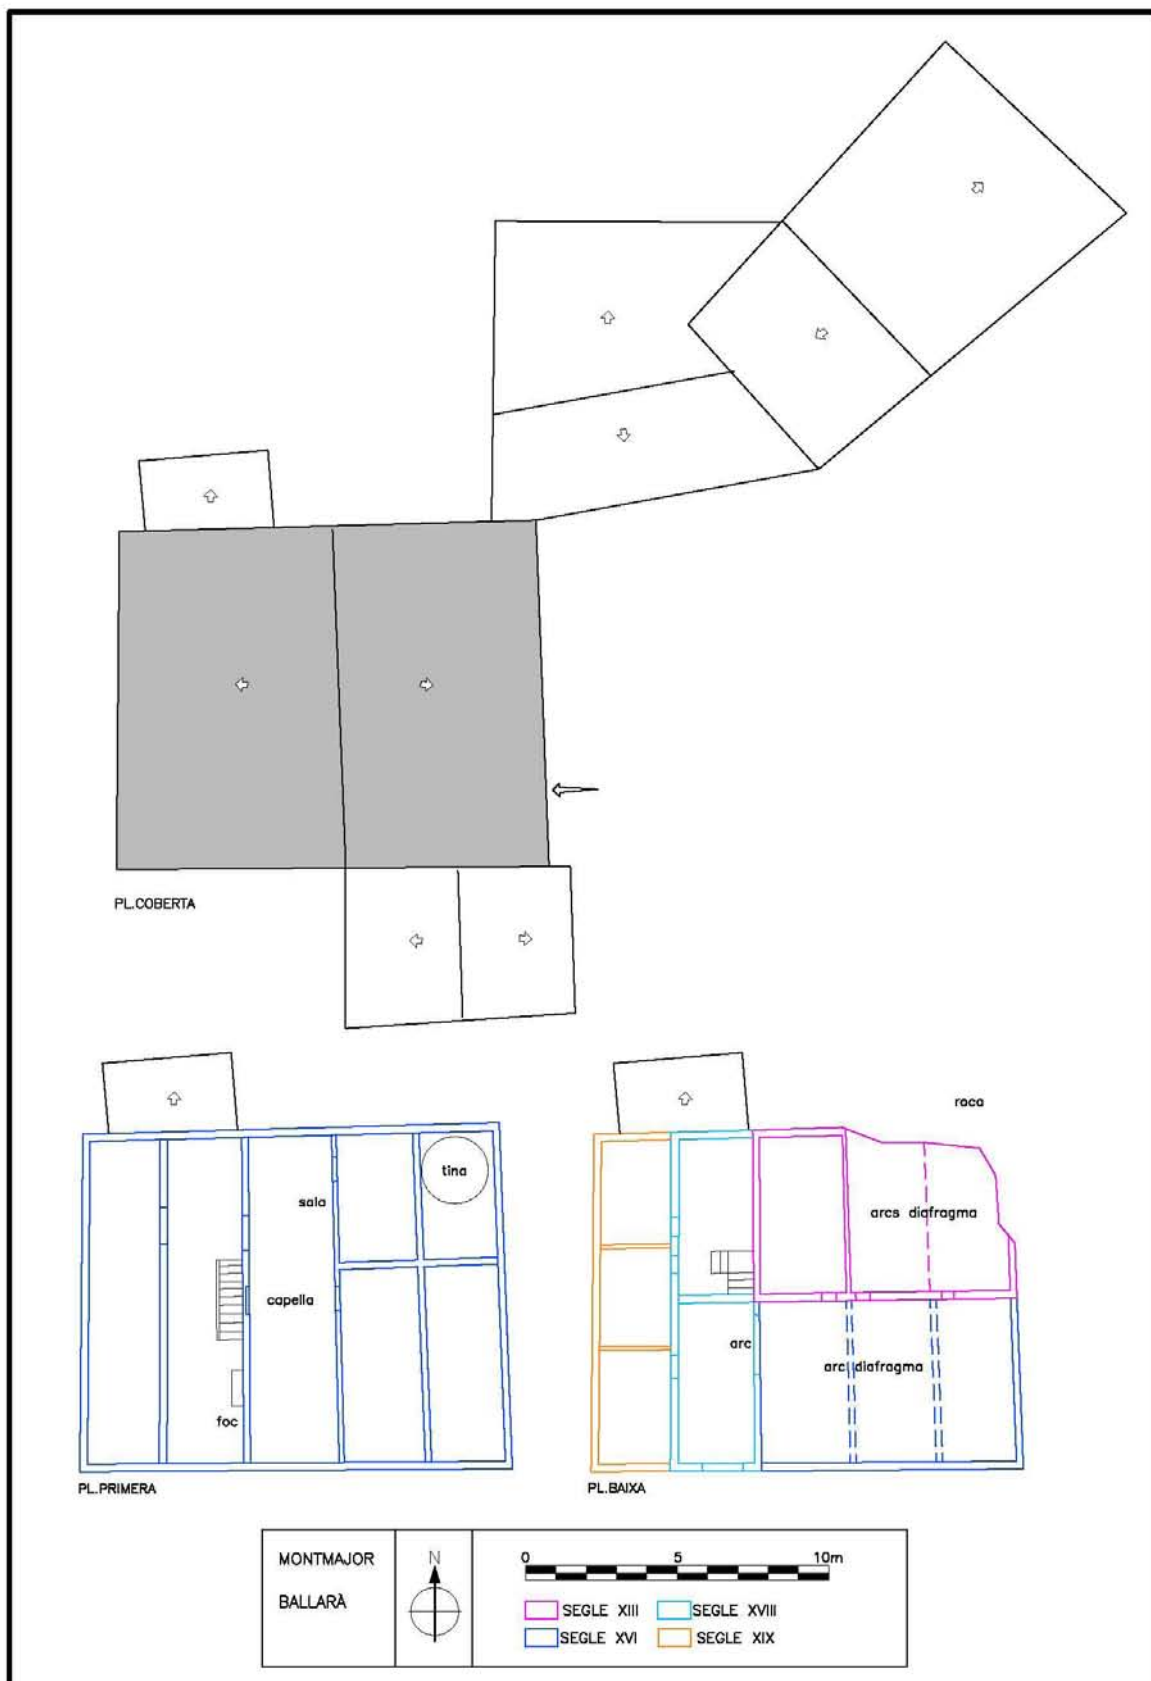 PL.COBERTA
tina
sala
capella
foc
PL.PRIMERA
roca
arcs diafragma
arc
arc diafragma
PL.BAIXA
MONTMAJOR
BALLARÀ
N
0 5 10m
SEGLE XIII SEGLE XVIII
SEGLE XVI SEGLE XIX